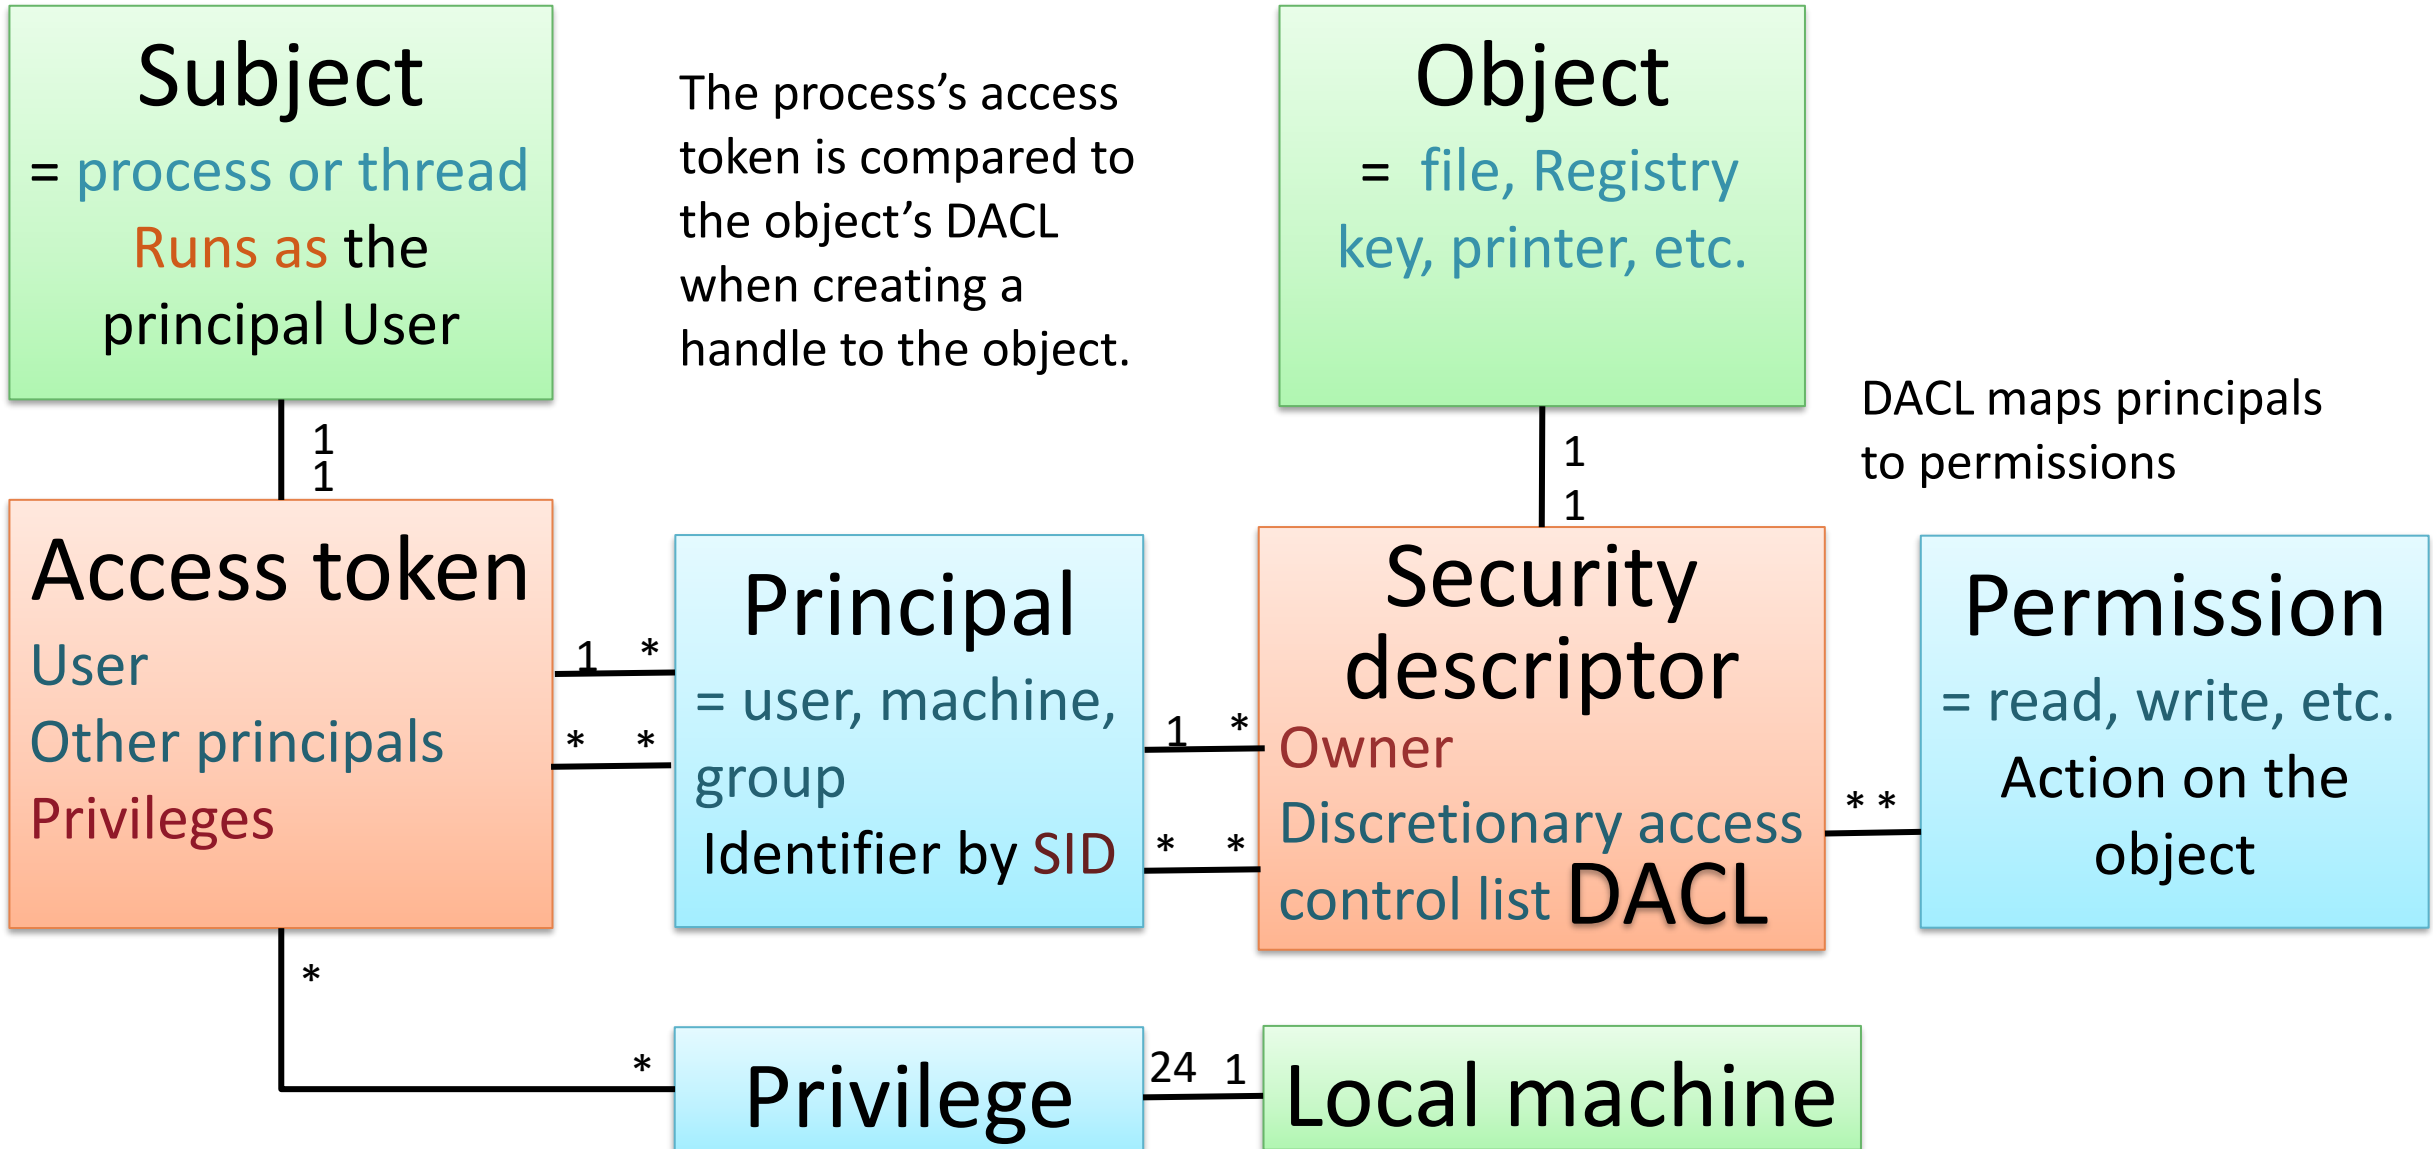 Subject
= process or thread
Runs as the
principal User
The process’s access
token is compared to
the object’s DACL
when creating a
handle to the object.
Object
= file, Registry
key, printer, etc.
DACL maps principals
to permissions
1
1
1
1
Access token
User
Other principals
Privileges
1 *
* *
Principal
= user, machine,
group
Identifier by SID
1 *
* *
Security
descriptor
Owner
Discretionary access
control list DACL
* *
Permission
= read, write, etc.
Action on the
object
*
*
Privilege
24 1
Local machine